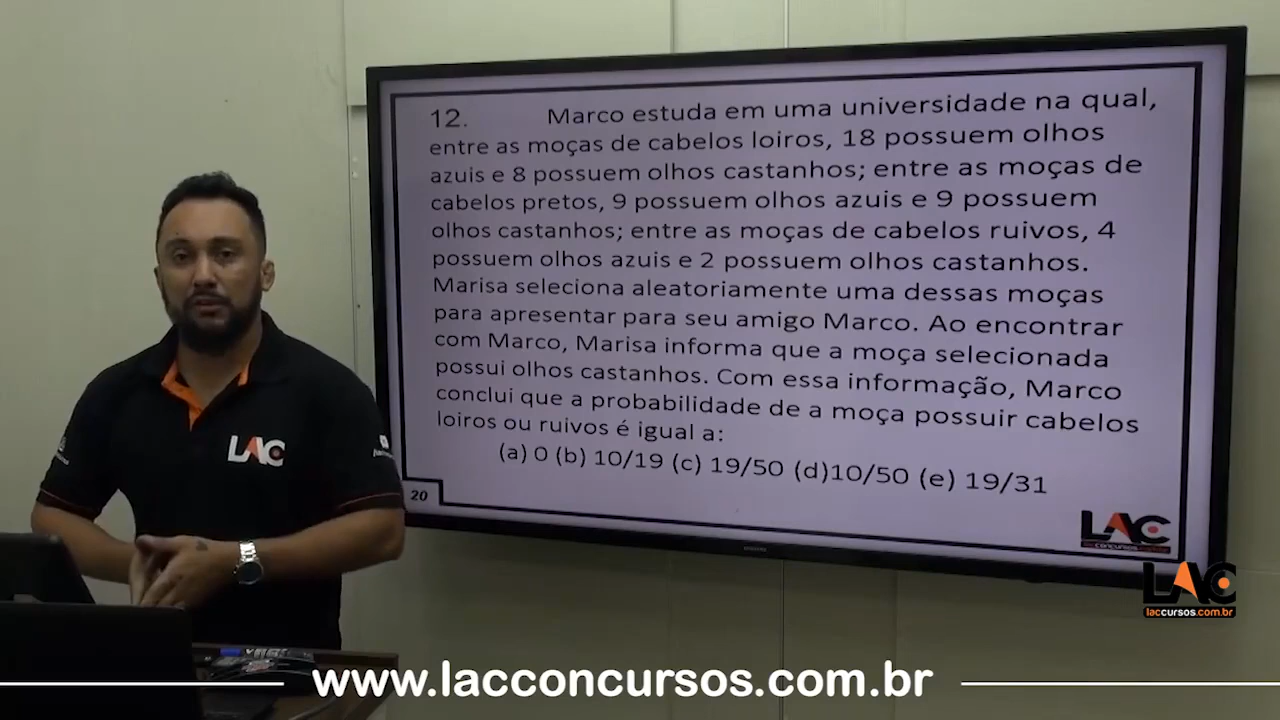 12. Marco estuda em uma universidade na qual,
entre as moças de cabelos loiros, 18 possuem olhos
azuis e 8 possuem olhos castanhos; entre as moças de
cabelos pretos, 9 possuem olhos azuis e 9 possuem
olhos castanhos; entre as moças de cabelos ruivos, 4
possuem olhos azuis e 2 possuem olhos castanhos.
Marisa seleciona aleatoriamente uma dessas moças
para apresentar para seu amigo Marco. Ao encontrar
com Marco, Marisa informa que a moça selecionada
possui olhos castanhos. Com essa informação, Marco
conclui que a probabilidade de a moça possuir cabelos
loiros ou ruivos é igual a:
(a) 0 (b) 10/19 (c) 19/50 (d)10/50 (e) 19/31
20
LAC
LAC
LAC
laccursos.com.br
www.lacconcursos.com.br